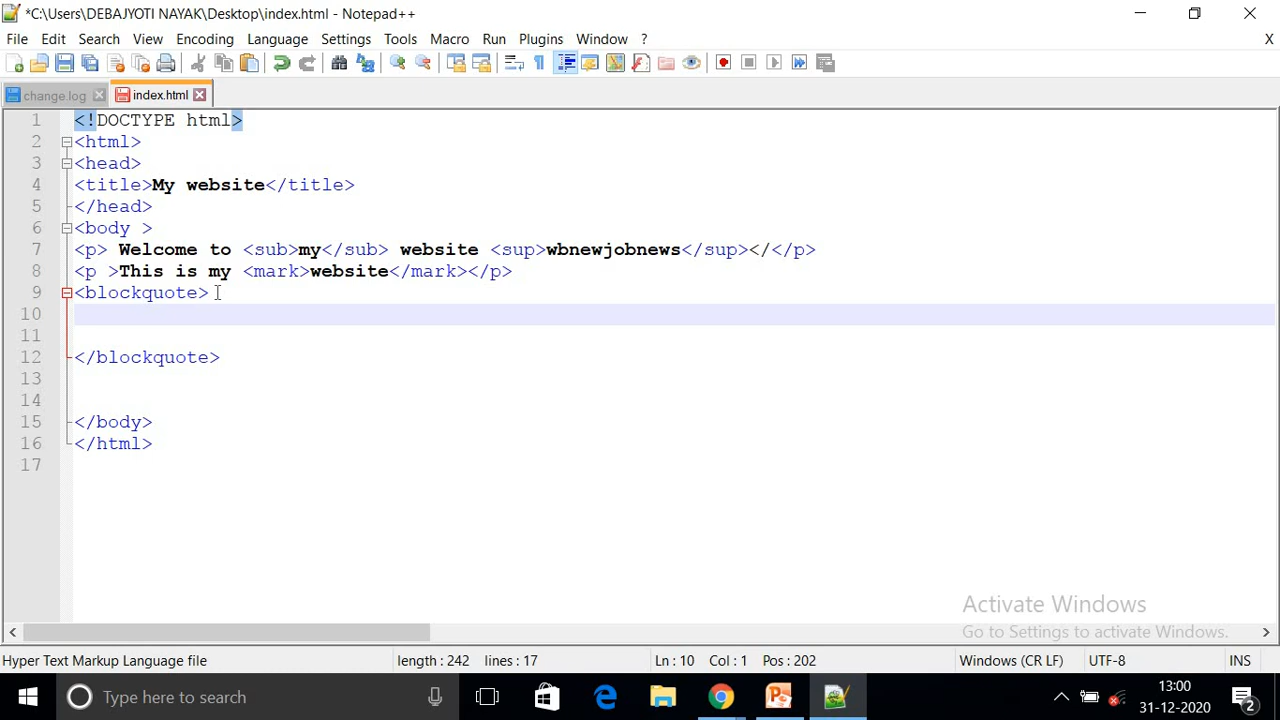 *C:\Users\DEBAJYOTI NAYAK\Desktop\index.html - Notepad++
File Edit Search View Encoding Language Settings Tools Macro Run Plugins Window ? X
change.log index.html
1 <!DOCTYPE html>
2 <html>
3 <head>
4 <title>My website</title>
5 </head>
6 <body >
7 <p> Welcome to <sub>my</sub> website <sup>wbnewjobnews</sup></</p>
8 <p >This is my <mark>website</mark></p>
9 <blockquote>
10
11
12 </blockquote>
13
14
15 </body>
16 </html>
17
Activate Windows
Go to Settings to activate Windows.
Hyper Text Markup Language file length : 242 lines : 17 Ln : 10 Col : 1 Pos : 202 Windows (CR LF) UTF-8 INS
Type here to search
13:00
31-12-2020
2